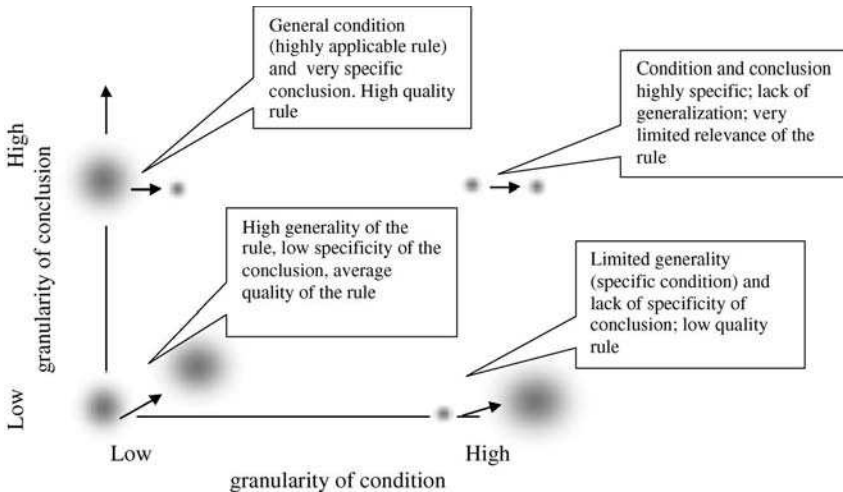 General condition
(highly applicable rule)
and very specific
conclusion. High quality
rule
Condition and conclusion
highly specific; lack of
generalization; very
limited relevance of the
rule
High generality of the
rule, low specificity of the
conclusion, average
quality of the rule
Limited generality
(specific condition) and
lack of specificity of
conclusion; low quality
rule
High
granularity of conclusion
Low
Low
High
granularity of condition